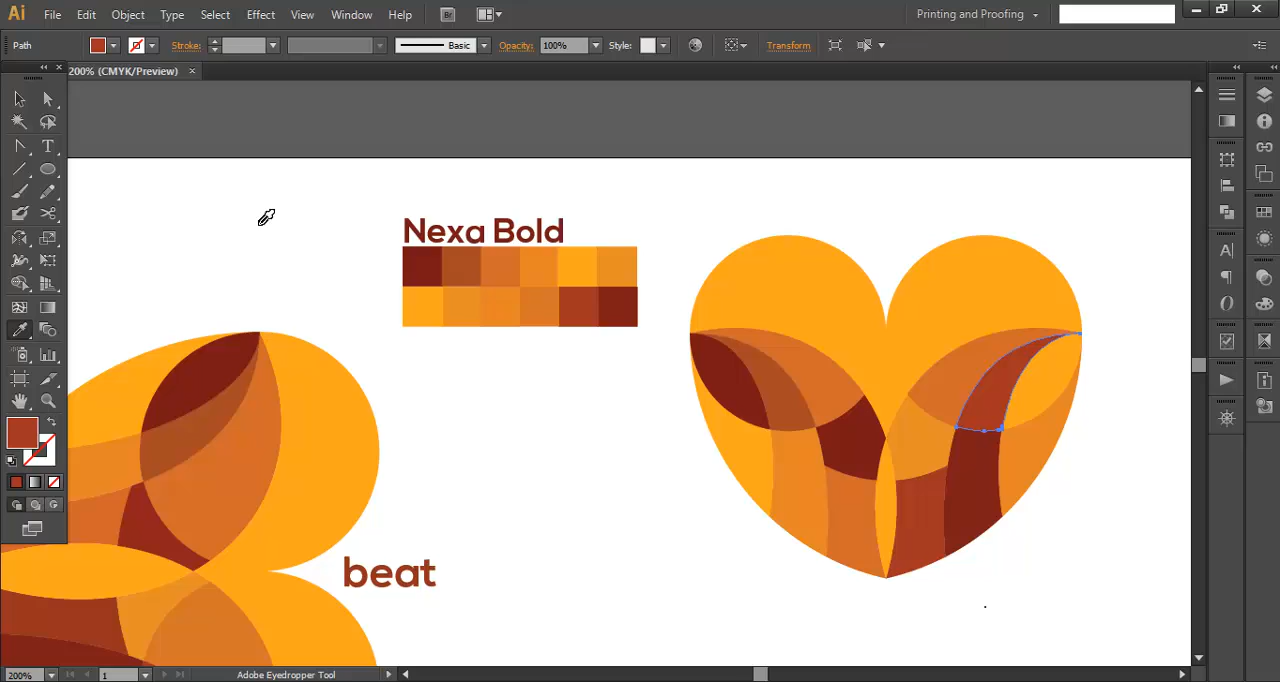 Ai File Edit Object Type Select Effect View Window Help Br Printing and Proofing
Path Stroke: Basic Opacity: 100% Style: Transform
200% (CMYK/Preview)
Nexa Bold
beat
200% 1 Adobe Eyedropper Tool